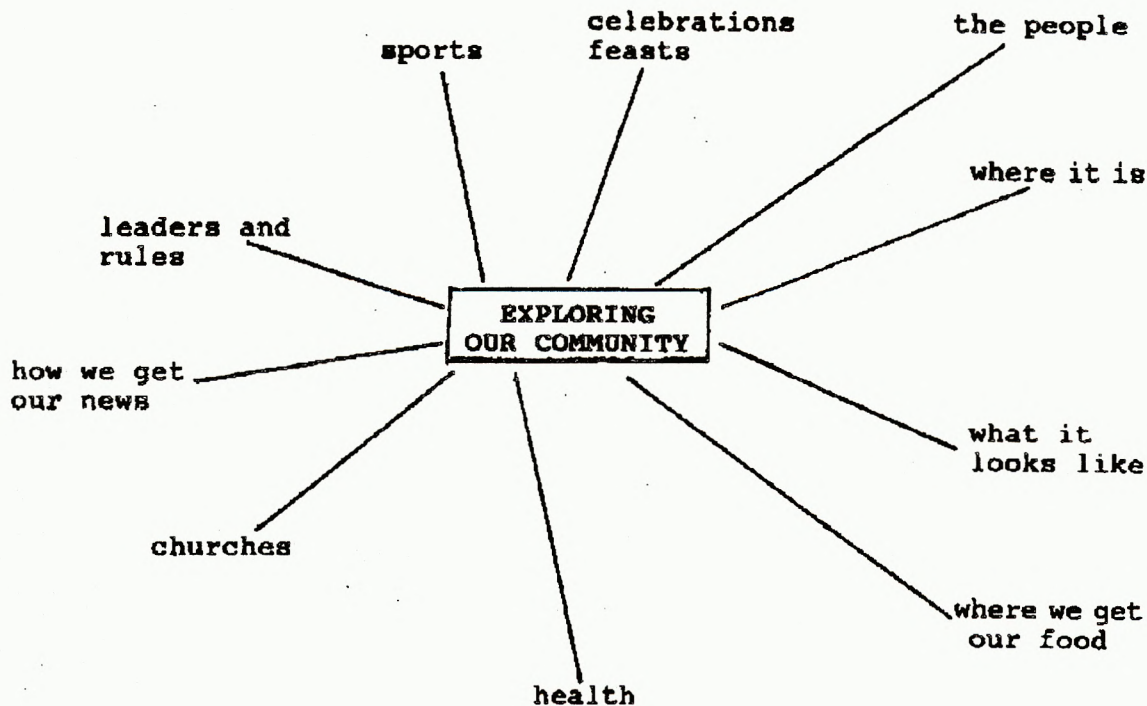 celebrations
feasts
the people
sports
where it is
leaders and
rules
EXPLORING
OUR COMMUNITY
how we get
our news
what it
looks like
churches
where we get
our food
health